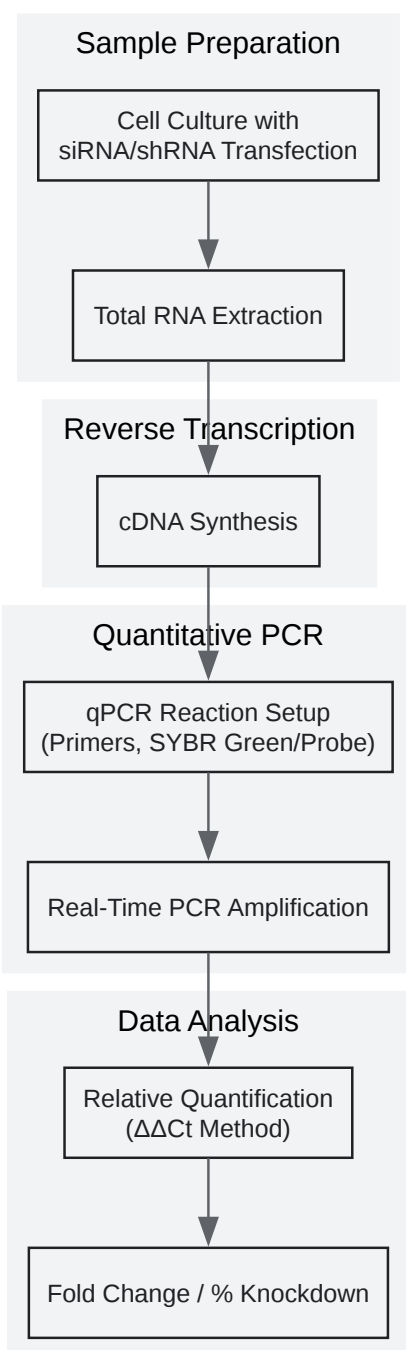 Sample Preparation
Cell Culture with
siRNA/shRNA Transfection
Total RNA Extraction
Reverse Transcription
cDNA Synthesis
Quantitative PCR
qPCR Reaction Setup
(Primers, SYBR Green/Probe)
Real-Time PCR Amplification
Data Analysis
Relative Quantification
(ΔΔCt Method)
Fold Change / % Knockdown